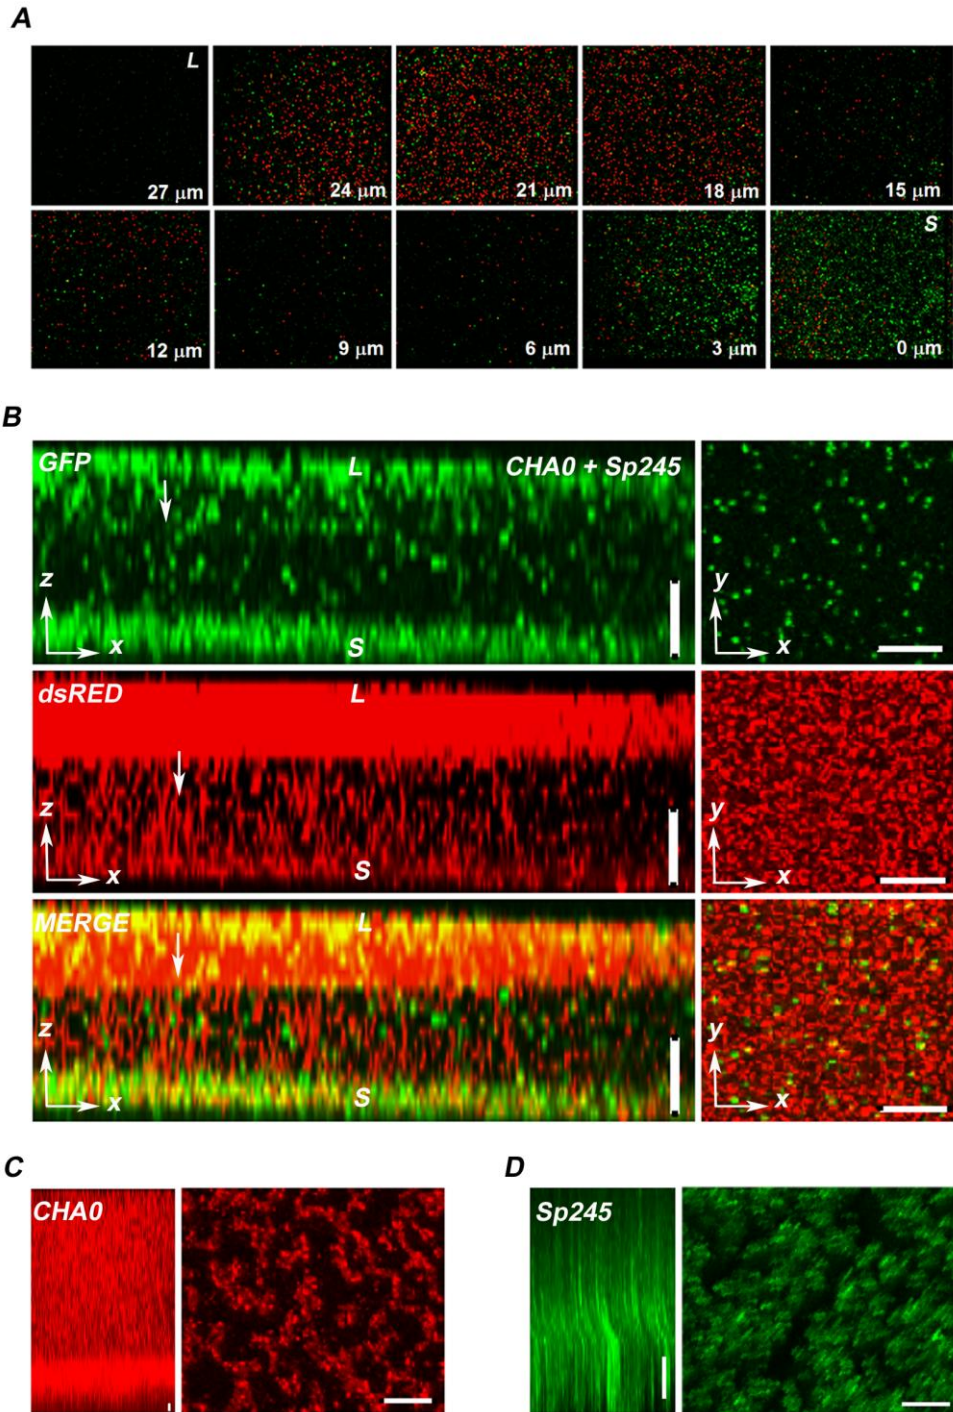 A
L
27 μm
24 μm
21 μm
18 μm
15 μm
S
12 μm
9 μm
6 μm
3 μm
0 μm
B
GFP
L
CHA0 + Sp245
z
x
S
y
x
dsRED
L
z
x
S
y
x
MERGE
L
z
x
S
y
x
C
D
CHA0
Sp245